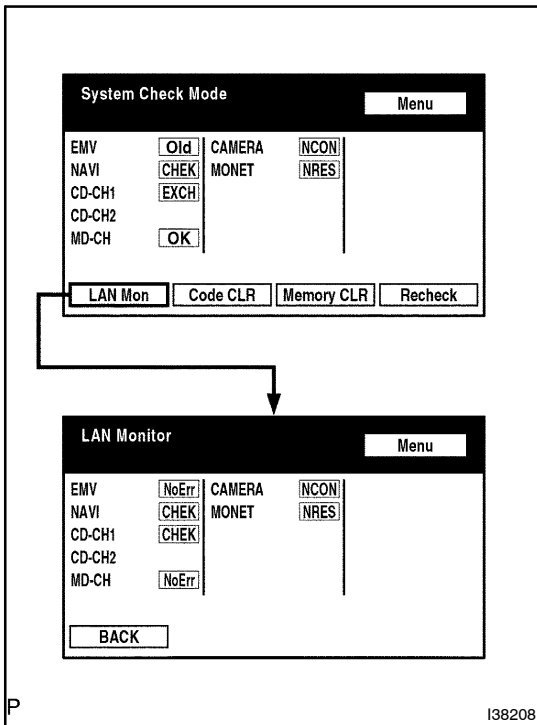 System Check Mode
Menu
EMV Old CAMERA NCON
NAVI CHEK MONET NRES
CD-CH1 EXCH
CD-CH2
MD-CH OK
LAN Mon Code CLR Memory CLR Recheck
LAN Monitor
Menu
EMV NoErr CAMERA NCON
NAVI CHEK MONET NRES
CD-CH1 CHEK
CD-CH2
MD-CH NoErr
BACK
P
I38208